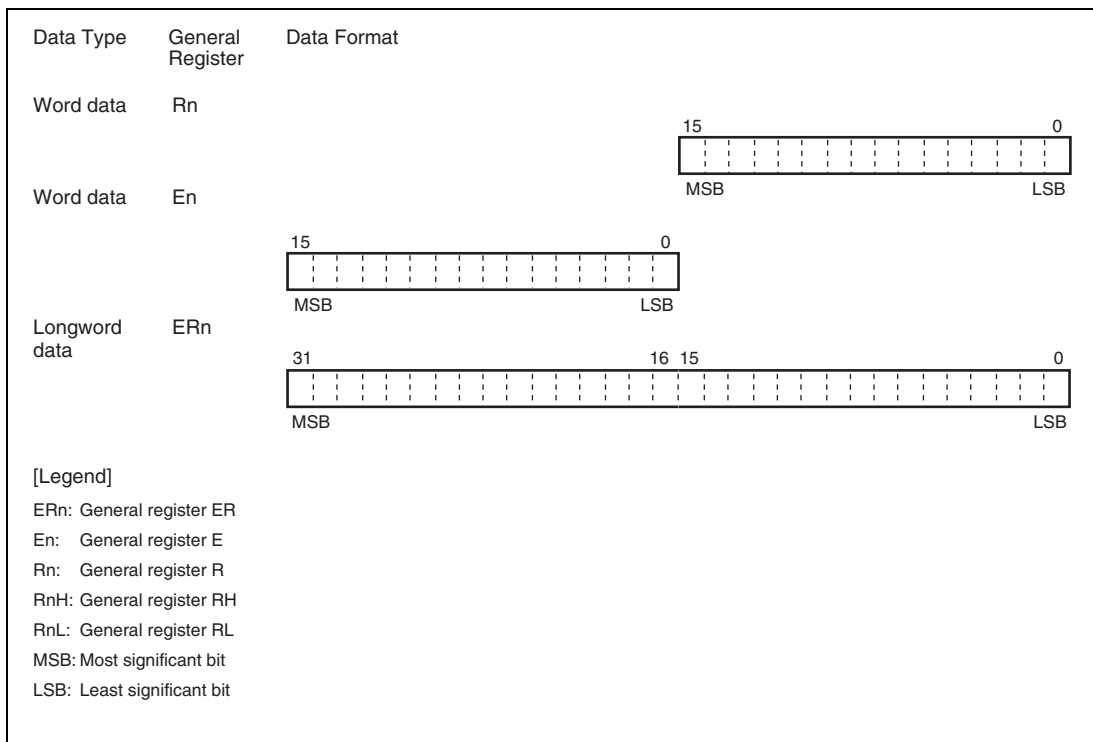 Data Type General Register Data Format
Word data Rn
15 0
MSB LSB
Word data En
15 0
MSB LSB
Longword data ERn
31 16 15 0
MSB LSB
[Legend]
ERn: General register ER
En: General register E
Rn: General register R
RnH: General register RH
RnL: General register RL
MSB: Most significant bit
LSB: Least significant bit